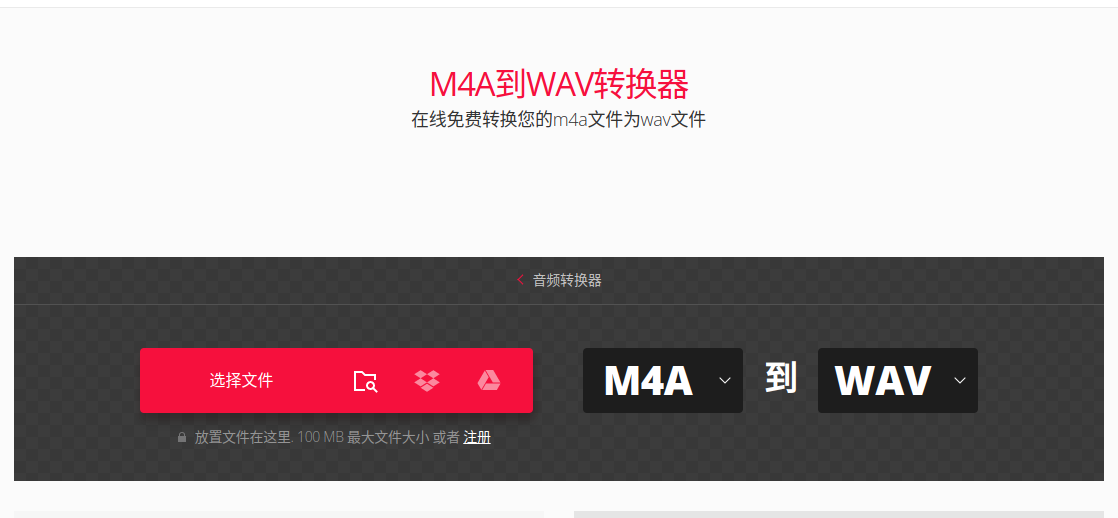 M4A到WAV转换器
在线免费转换您的m4a文件为wav文件
音频转换器
选择文件
M4A 到 WAV
放置文件在这里. 100 MB 最大文件大小 或者 注册